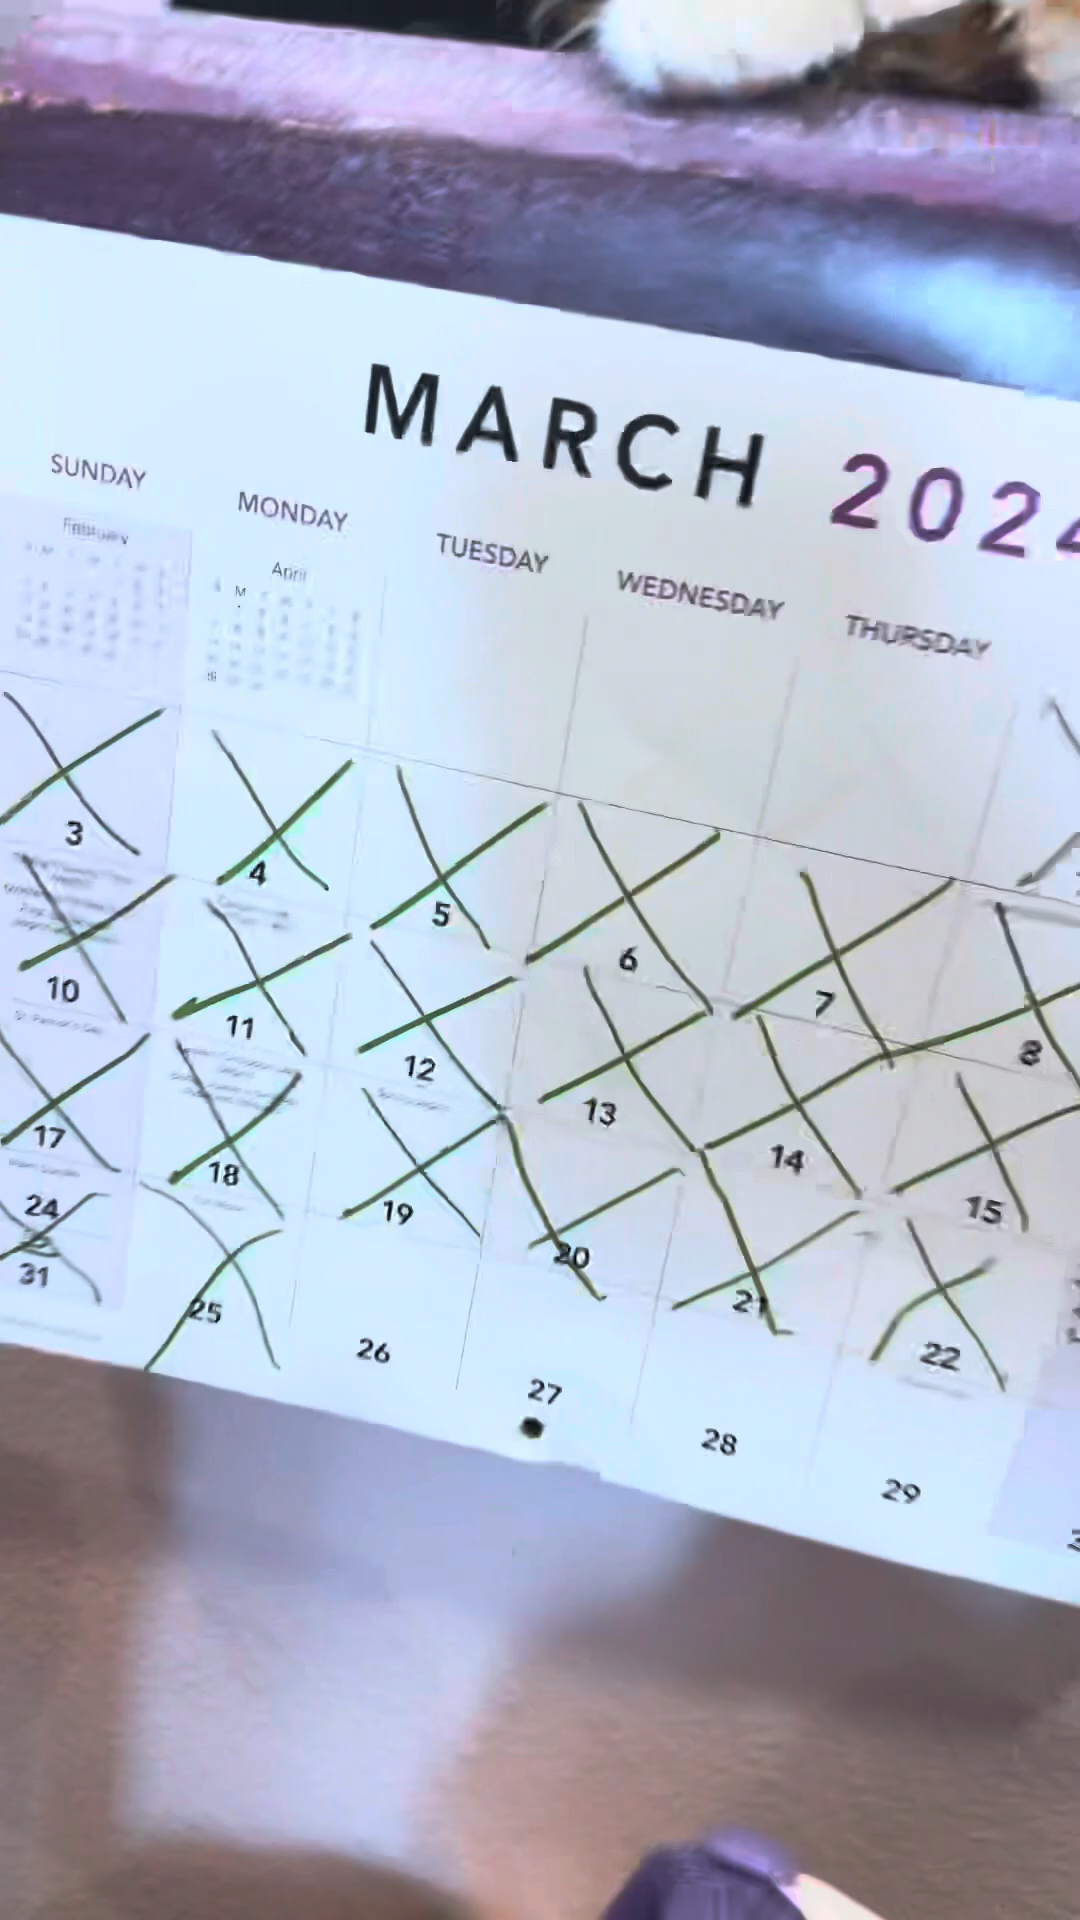 MARCH 2024
SUNDAY MONDAY TUESDAY WEDNESDAY THURSDAY
February April
3 4 5 6 7 8
10 11 12 13 14 15
17 18 19 20 21 22
24 25 26 27 28 29
31